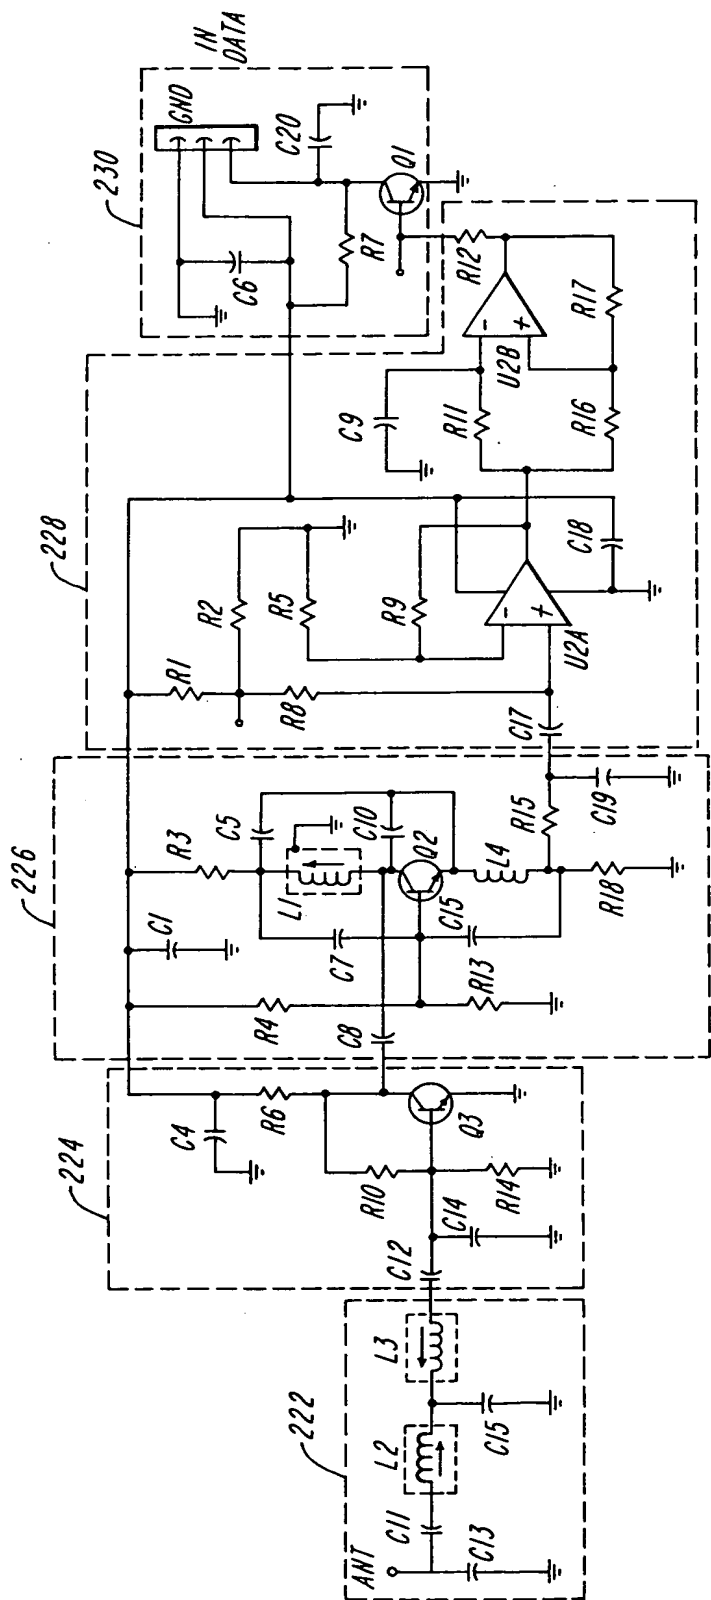 222
ANT
C11
C13
L2
C15
L3
224
C12
C14
R14
R10
C4
R6
Q3
226
C8
C1
R4
R13
C7
C15
R3
L1
C5
C10
Q2
L4
R18
R15
C19
228
C17
R1
R2
R8
R5
R9
U2A
-
+
C18
C9
R11
R16
U2B
-
+
R17
R12
230
C6
R7
GND
C20
Q1
IN
DATA